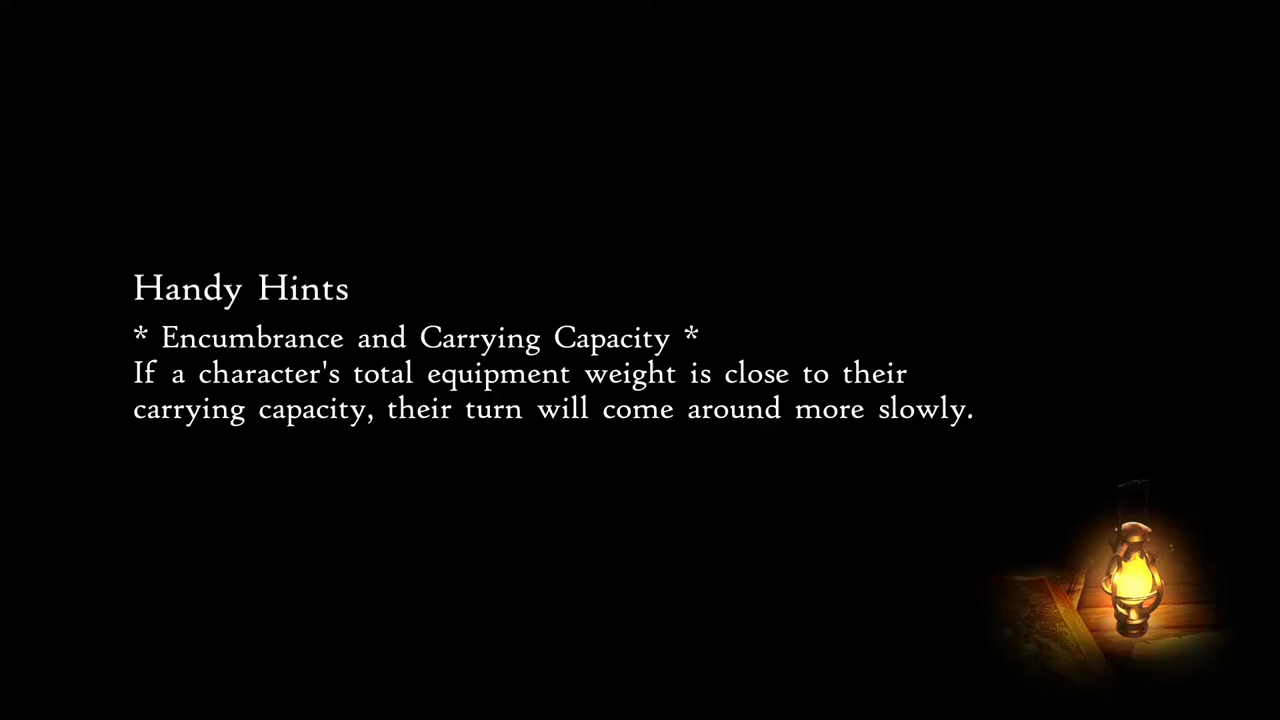 Handy Hints
* Encumbrance and Carrying Capacity *
If a character's total equipment weight is close to their
carrying capacity, their turn will come around more slowly.